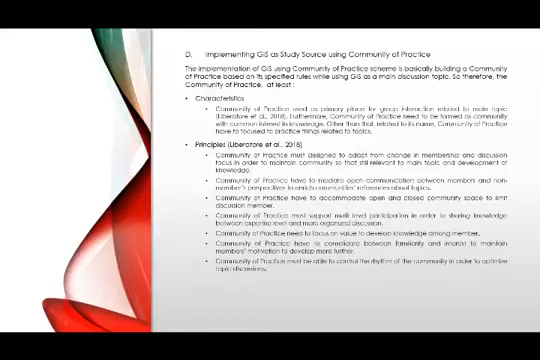 D. Implementing GIS as Study Source using Community of Practice
The implementation of GIS using Community of Practice scheme is basically building a Community
of Practice based on its specified rules while using GIS as a main discussion topic. So therefore, the
Community of Practice, at least :
• Characteristics
• Community of Practice used as primary place for group interaction related to main topic
(Liberatore et al., 2018). Furthermore, Community of Practice need to be formed as community
with common interest in knowledge. Other than that, related to its name, Community of Practice
have to focused to practice things related to topics.
• Principles (Liberatore et al., 2018)
• Community of Practice must designed to adapt from change in membership and discussion
focus in order to maintain community so that still relevant to main topic and development of
knowledge.
• Community of Practice have to mediate open communication between members and non-
member's perspectives to enrich communities' references about topics.
• Community of Practice have to accommodate open and closed community space to limit
discussion member.
• Community of Practice must support multi level participation in order to sharing knowledge
between expertise level and more organized discussion.
• Community of Practice need to focus on value to develop knowledge among member.
• Community of Practice have to consolidate between familiarity and interest to maintain
members' motivation to develop more further.
• Community of Practice must be able to control the rhythm of the community in order to optimize
topic discussions.